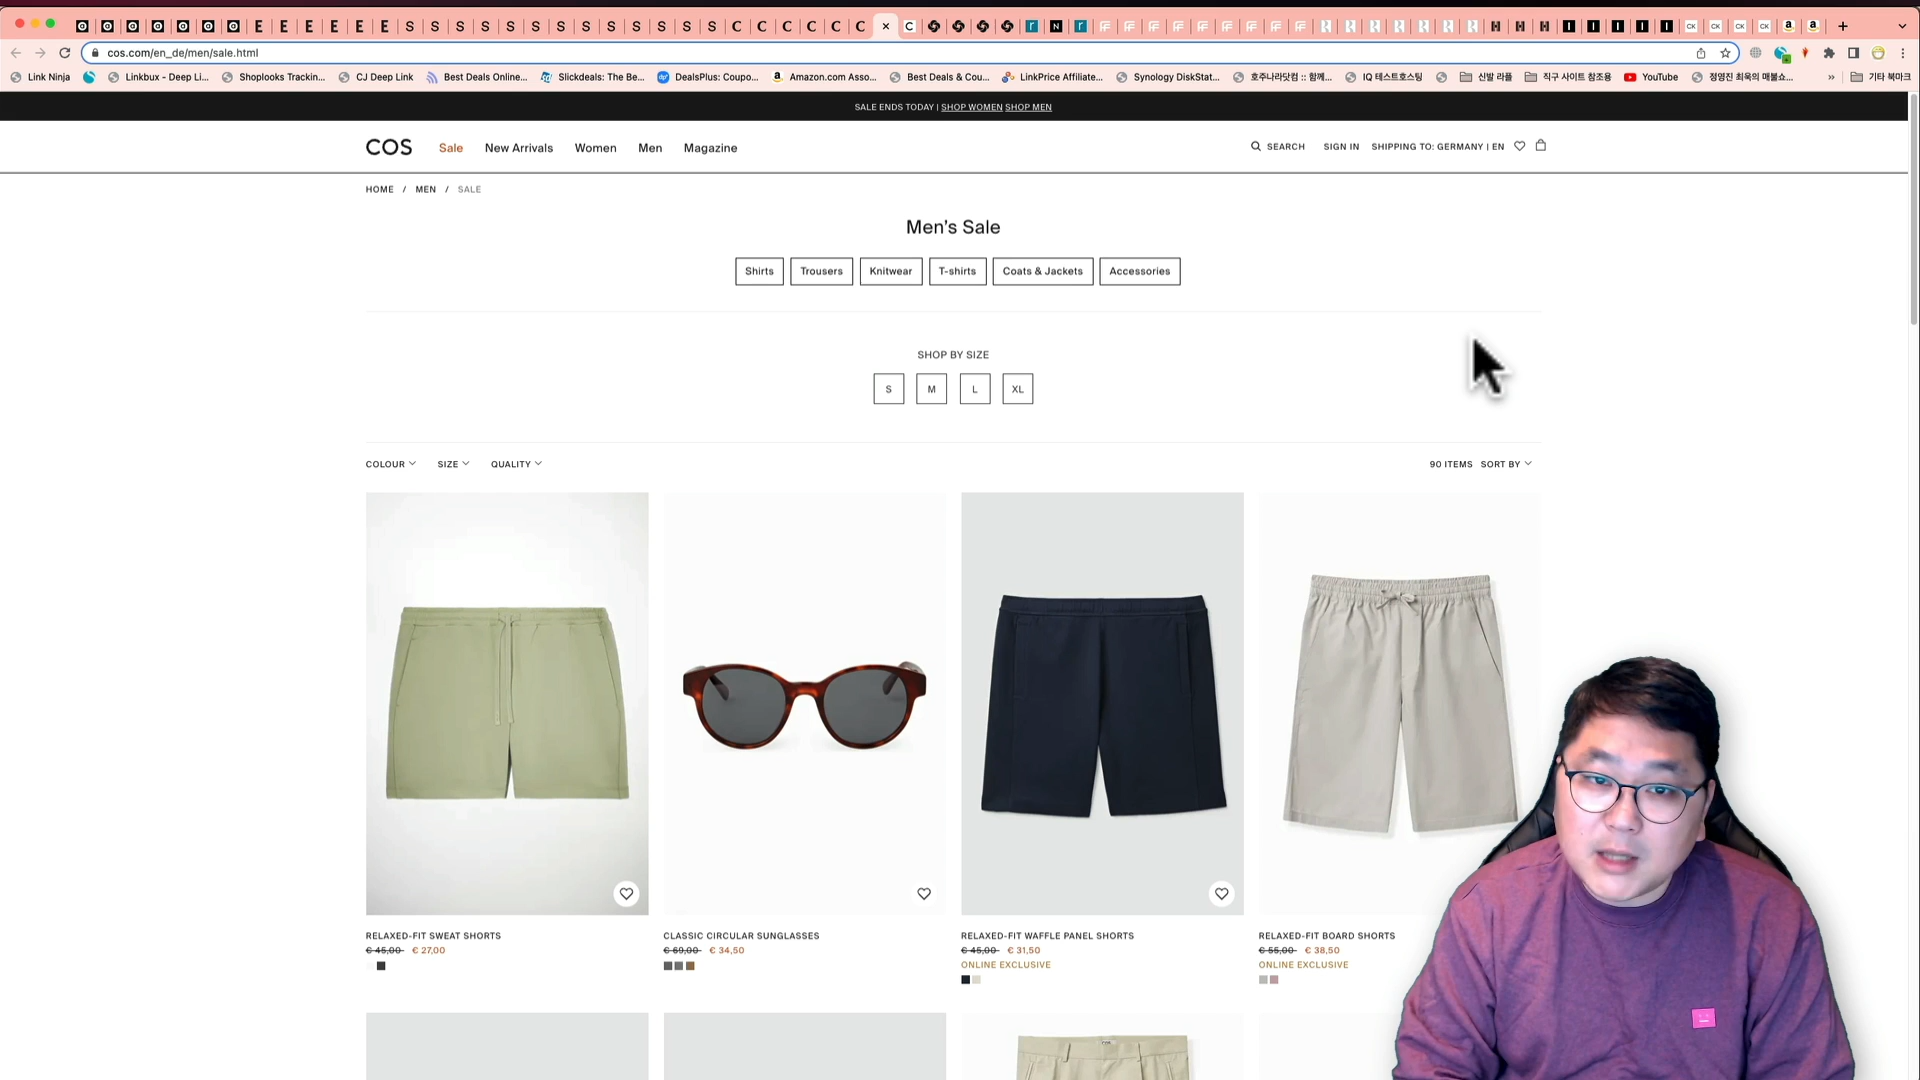 cos.com/en_de/men/sale.html
Link Ninja
Linkbux - Deep Li...
Shoplooks Trackin...
CJ Deep Link
Best Deals Online...
Slickdeals: The Be...
DealsPlus: Coupo...
Amazon.com Asso...
Best Deals & Cou...
LinkPrice Affiliate...
Synology DiskStat...
호주나라닷컴 :: 함께...
IQ 테스트호스팅
신발 라플
직구 사이트 참조용
YouTube
정영진 최욱의 매불쇼...
»
기타 북마크
SALE ENDS TODAY | SHOP WOMEN SHOP MEN
COS Sale New Arrivals Women Men Magazine
SEARCH SIGN IN SHIPPING TO: GERMANY | EN
HOME / MEN / SALE
Men's Sale
Shirts Trousers Knitwear T-shirts Coats & Jackets Accessories
SHOP BY SIZE
S M L XL
COLOUR SIZE QUALITY
90 ITEMS SORT BY
RELAXED-FIT SWEAT SHORTS
€ 45,00 € 27,00
CLASSIC CIRCULAR SUNGLASSES
€ 69,00 € 34,50
RELAXED-FIT WAFFLE PANEL SHORTS
€ 45,00 € 31,50
ONLINE EXCLUSIVE
RELAXED-FIT BOARD SHORTS
€ 55,00 € 38,50
ONLINE EXCLUSIVE